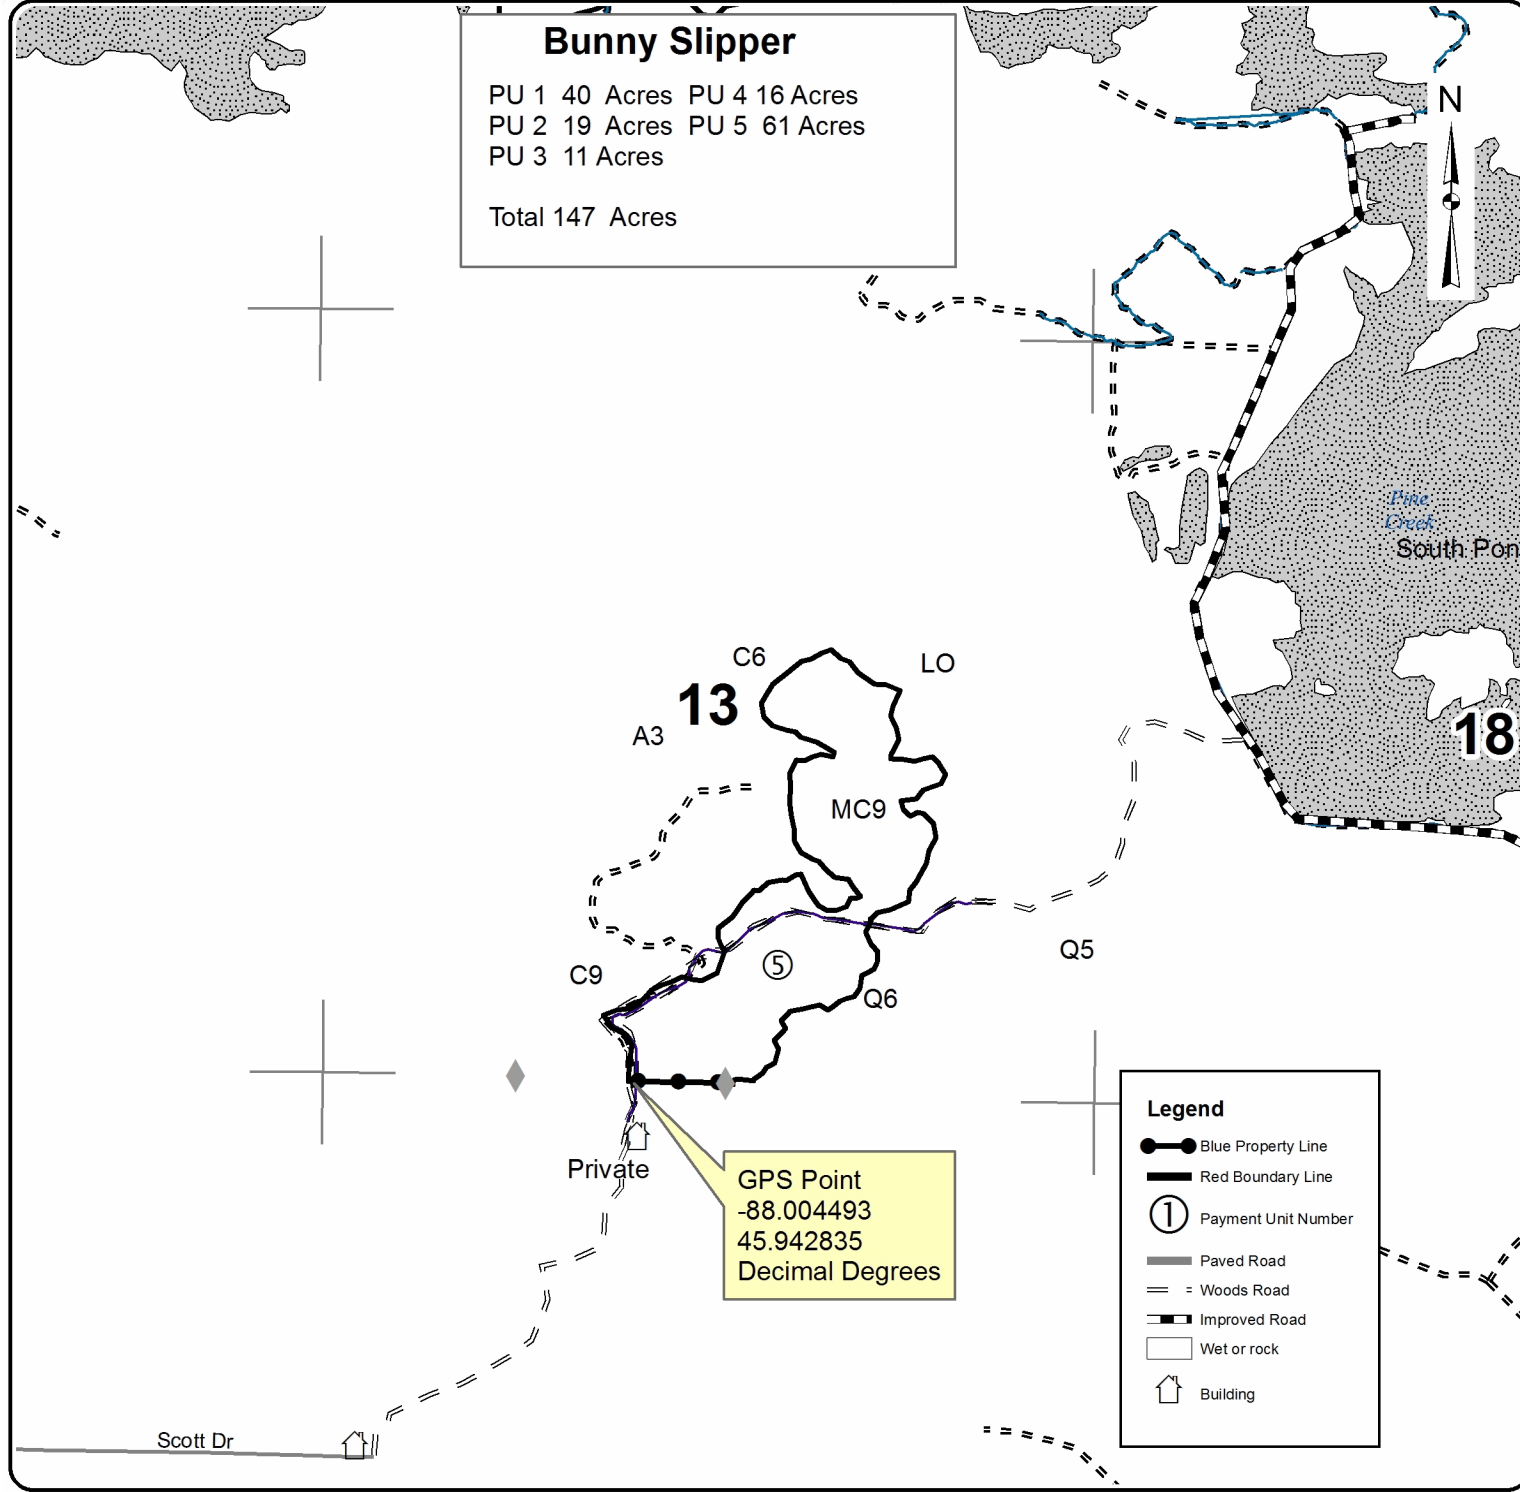 Bunny Slipper
PU 1 40 Acres PU 4 16 Acres
PU 2 19 Acres PU 5 61 Acres
PU 3 11 Acres
Total 147 Acres
N
Pine
Creek
South Pon
C6
LO
13
A3
18
MC9
Q5
C9
5
Q6
Private
GPS Point
-88.004493
45.942835
Decimal Degrees
Legend
Blue Property Line
Red Boundary Line
1 Payment Unit Number
Paved Road
Woods Road
Improved Road
Wet or rock
Building
Scott Dr